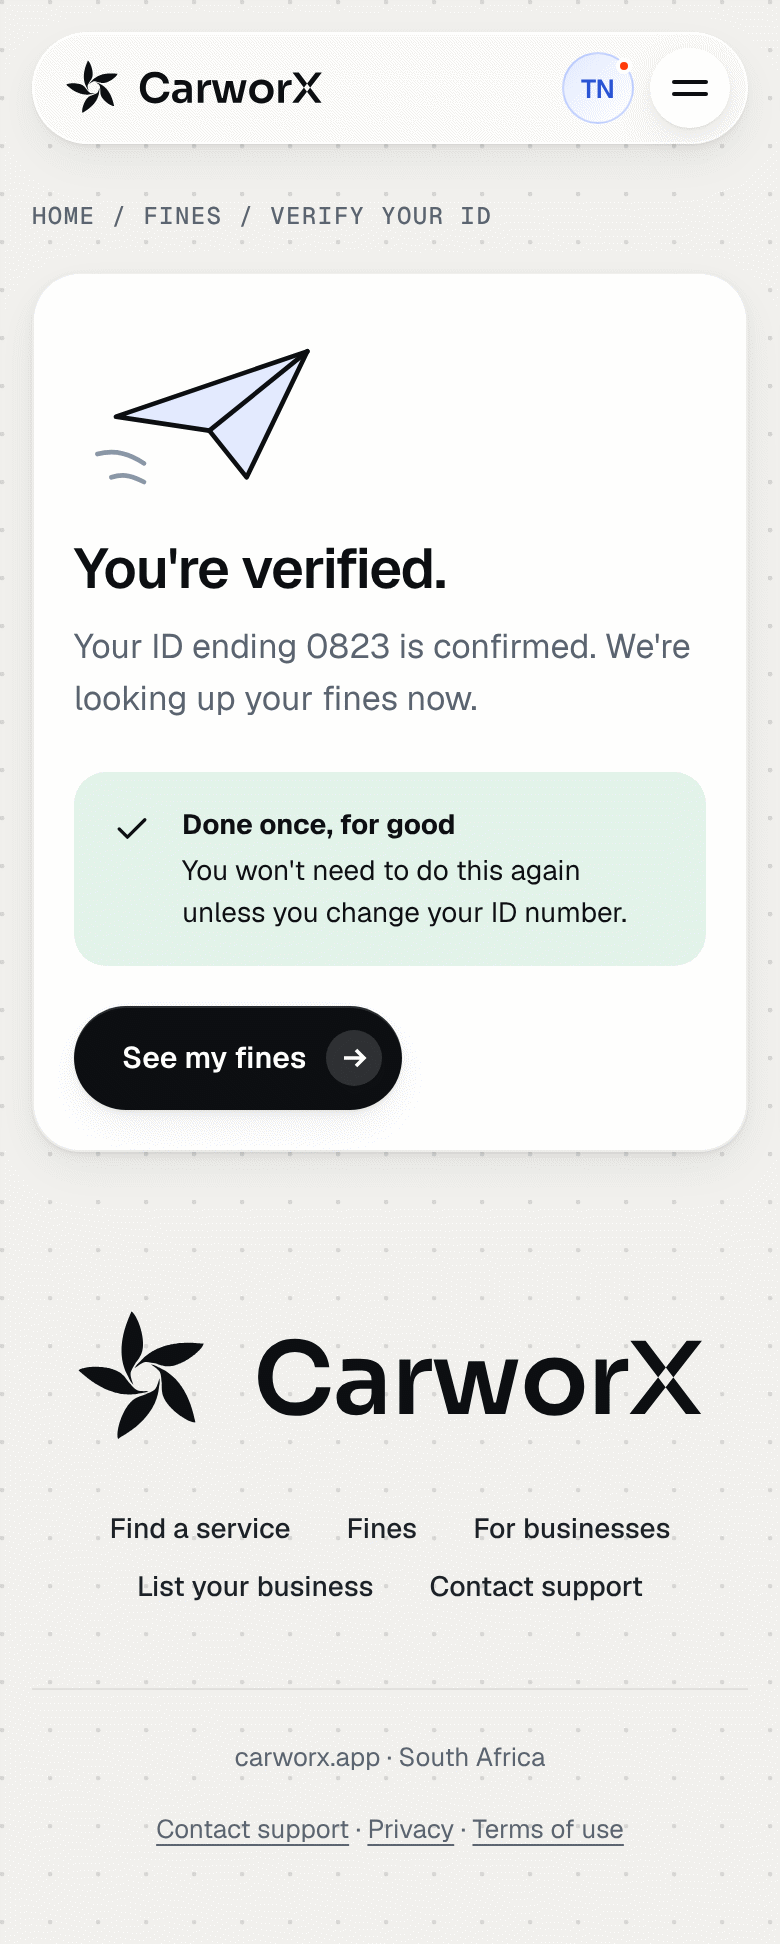 CarworX
TN
HOME / FINES / VERIFY YOUR ID
You're verified.
Your ID ending 0823 is confirmed. We're
looking up your fines now.
Done once, for good
You won't need to do this again
unless you change your ID number.
See my fines
CarworX
Find a service Fines For businesses
List your business Contact support
carworx.app · South Africa
Contact support · Privacy · Terms of use